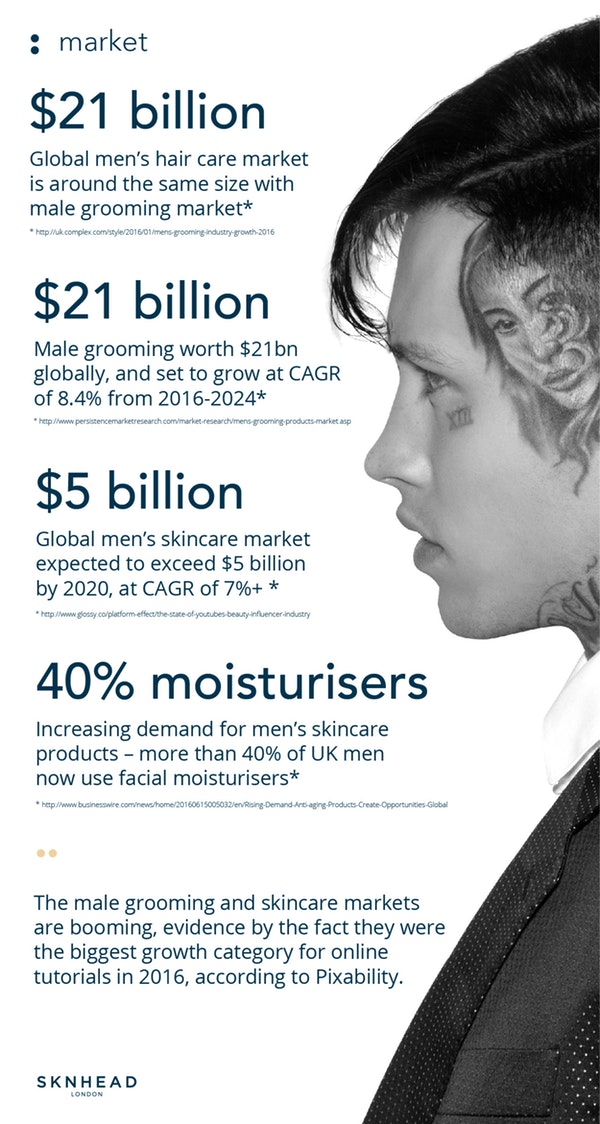 : market
$21 billion
Global men’s hair care market
is around the same size with
male grooming market*
* http://uk.complex.com/style/2016/01/mens-grooming-industry-growth-2016
$21 billion
Male grooming worth $21bn
globally, and set to grow at CAGR
of 8.4% from 2016-2024*
* http://www.persistencemarketresearch.com/market-research/mens-grooming-products-market.asp
$5 billion
Global men’s skincare market
expected to exceed $5 billion
by 2020, at CAGR of 7%+ *
* http://www.glossy.co/platform-effect/the-state-of-youtubes-beauty-influencer-industry
XIII
40% moisturisers
Increasing demand for men’s skincare
products – more than 40% of UK men
now use facial moisturisers*
* http://www.businesswire.com/news/home/20160615005032/en/Rising-Demand-Anti-aging-Products-Create-Opportunities-Global
The male grooming and skincare markets
are booming, evidence by the fact they were
the biggest growth category for online
tutorials in 2016, according to Pixability.
SKNHEAD
LONDON